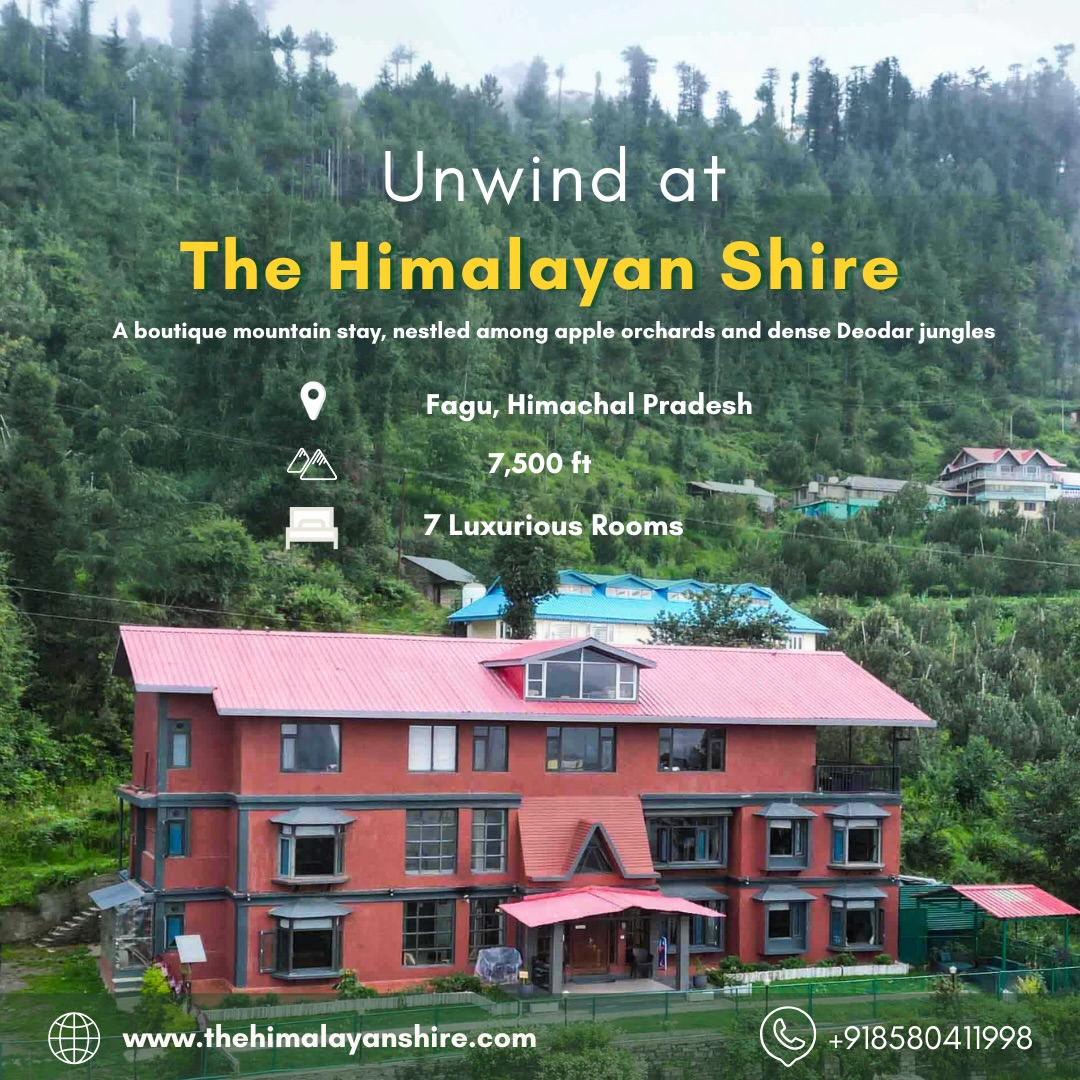 Unwind at
The Himalayan Shire
A boutique mountain stay, nestled among apple orchards and dense Deodar jungles
Fagu, Himachal Pradesh
7,500 ft
7 Luxurious Rooms
www.thehimalayanshire.com
+918580411998